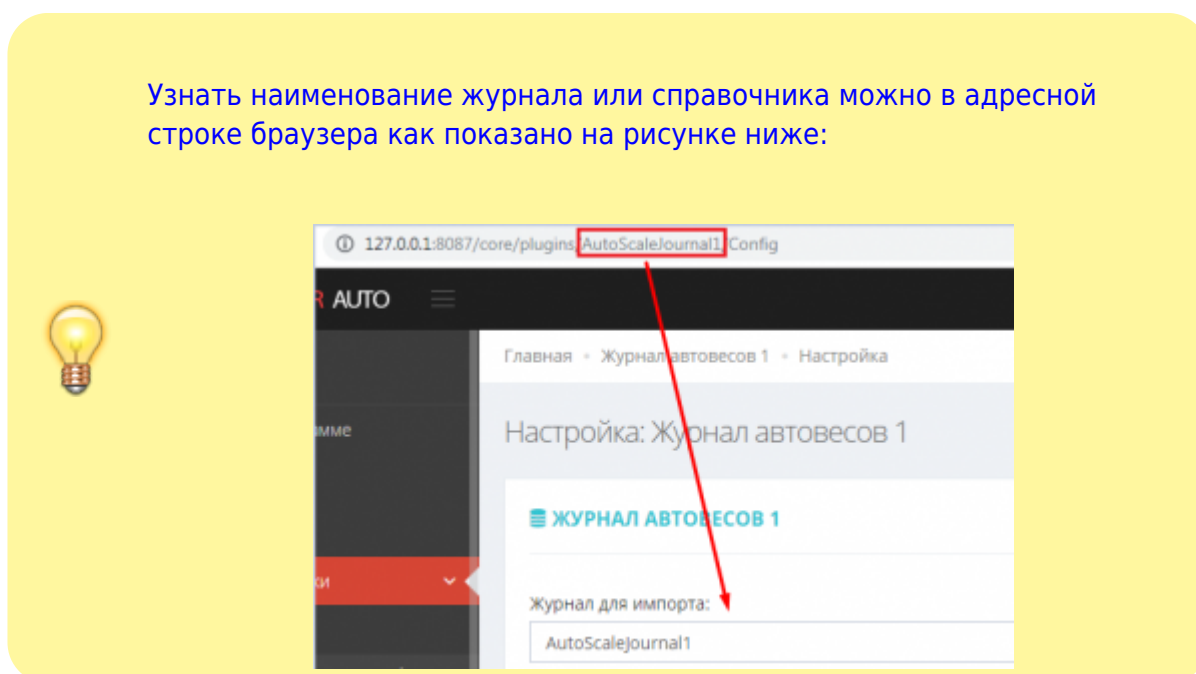 Узнать наименование журнала или справочника можно в адресной
строке браузера как показано на рисунке ниже:
127.0.0.1:8087/core/plugins/AutoScaleJournal1/Config
R AUTO
Главная • Журнал автовесов 1 • Настройка
амме
Настройка: Журнал автовесов 1
ЖУРНАЛ АВТОВЕСОВ 1
ки
Журнал для импорта:
AutoScaleJournal1